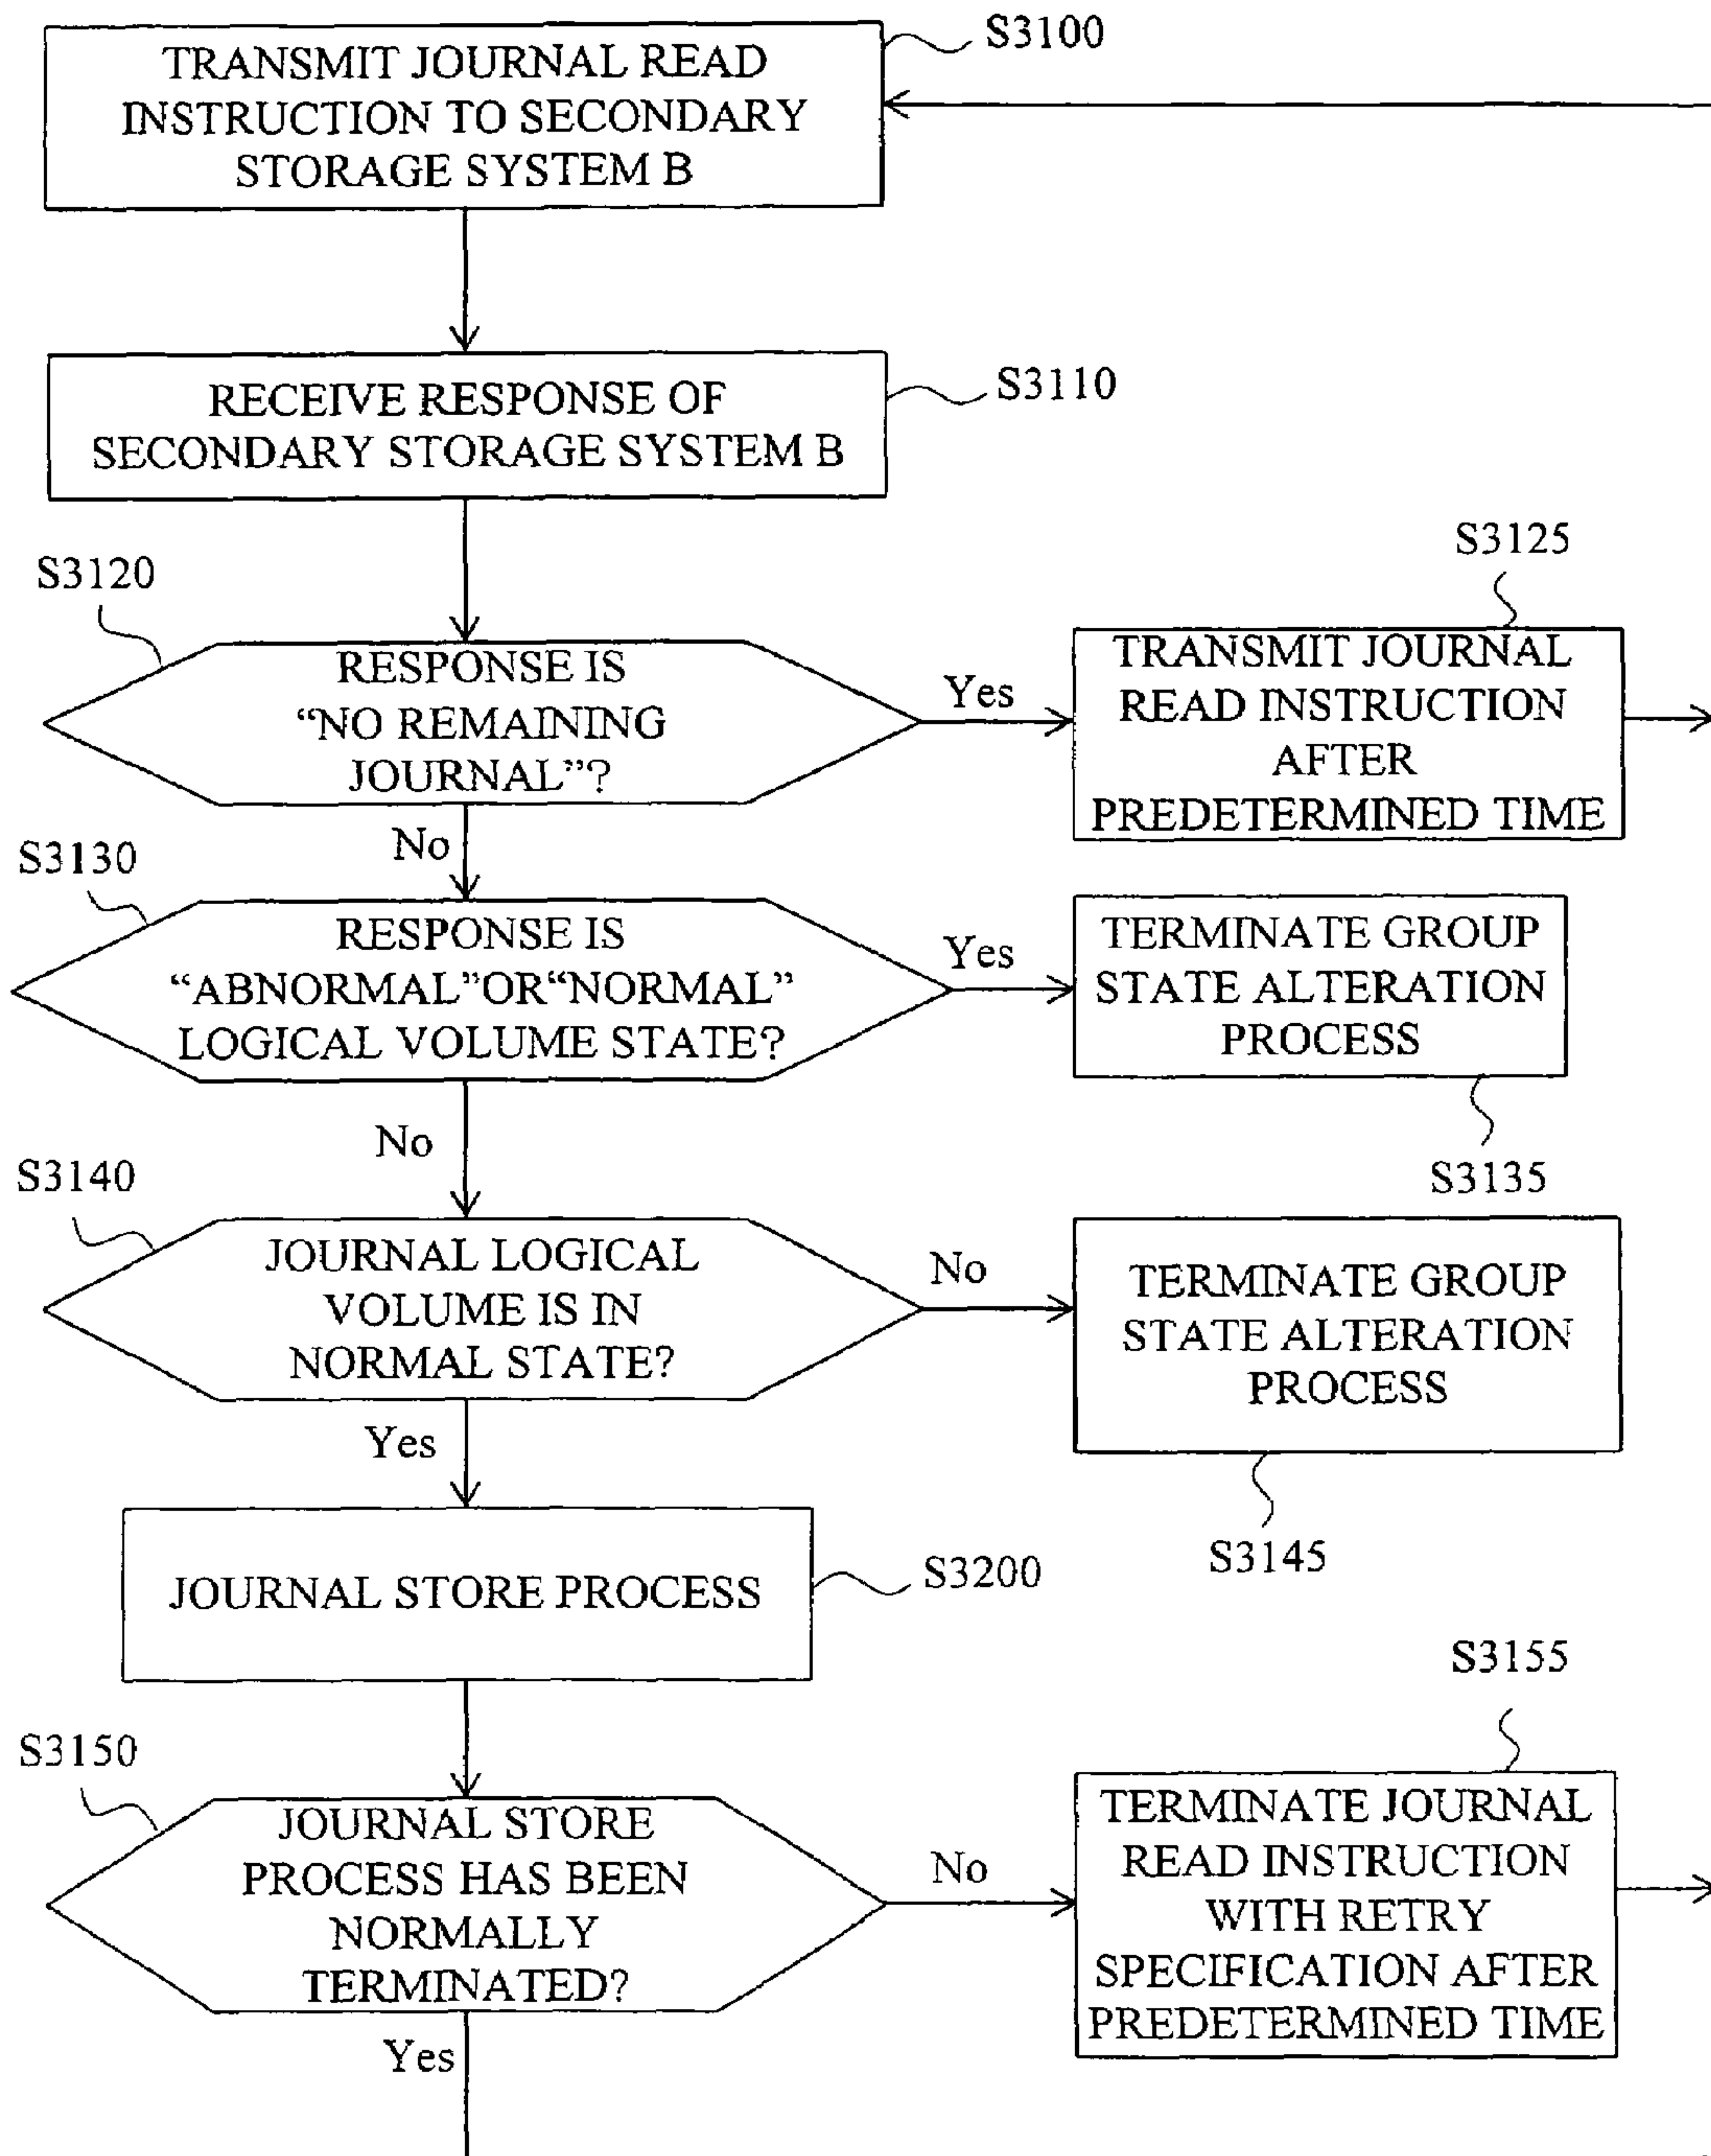 S3100
TRANSMIT JOURNAL READ
INSTRUCTION TO SECONDARY
STORAGE SYSTEM B
S3110
RECEIVE RESPONSE OF
SECONDARY STORAGE SYSTEM B
S3120
RESPONSE IS
“NO REMAINING
JOURNAL”?
Yes
S3125
TRANSMIT JOURNAL
READ INSTRUCTION
AFTER
PREDETERMINED TIME
No
S3130
RESPONSE IS
“ABNORMAL”OR“NORMAL”
LOGICAL VOLUME STATE?
Yes
TERMINATE GROUP
STATE ALTERATION
PROCESS
S3135
No
S3140
JOURNAL LOGICAL
VOLUME IS IN
NORMAL STATE?
No
TERMINATE GROUP
STATE ALTERATION
PROCESS
S3145
Yes
JOURNAL STORE PROCESS
S3200
S3150
JOURNAL STORE
PROCESS HAS BEEN
NORMALLY
TERMINATED?
No
S3155
TERMINATE JOURNAL
READ INSTRUCTION
WITH RETRY
SPECIFICATION AFTER
PREDETERMINED TIME
Yes